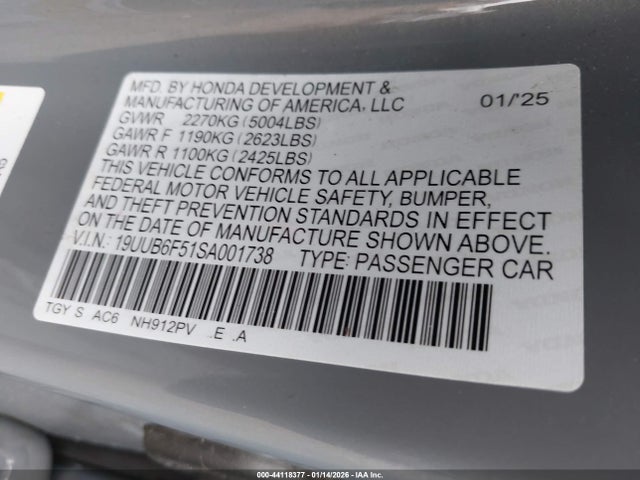 MFD. BY HONDA DEVELOPMENT &
MANUFACTURING OF AMERICA, LLC 01/'25
GVWR 2270KG (5004LBS)
GAWR F 1190KG (2623LBS)
GAWR R 1100KG (2425LBS)
THIS VEHICLE CONFORMS TO ALL APPLICABLE
FEDERAL MOTOR VEHICLE SAFETY, BUMPER,
AND THEFT PREVENTION STANDARDS IN EFFECT
ON THE DATE OF MANUFACTURE SHOWN ABOVE.
V.I.N.: 19UUB6F51SA001738 TYPE: PASSENGER CAR
TGY S AC6 NH912PV ..E .A
000-44118377 - 01/14/2026 - IAA Inc.